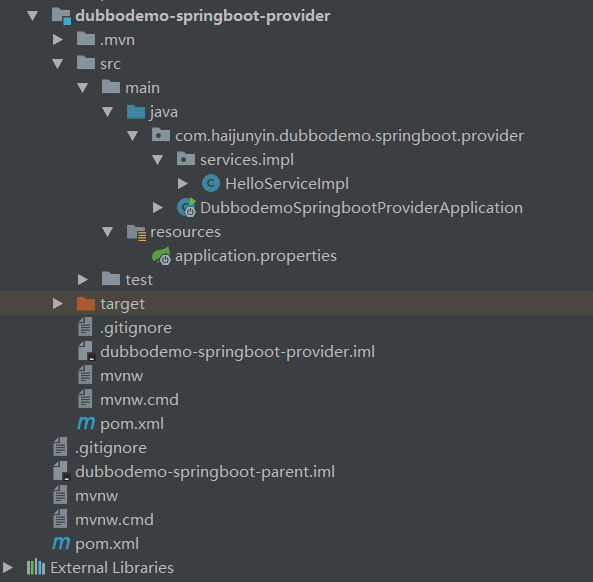 dubbodemo-springboot-provider
.mvn
src
main
java
com.haijunyin.dubbodemo.springboot.provider
services.impl
HelloServiceImpl
DubbodemoSpringbootProviderApplication
resources
application.properties
test
target
.gitignore
dubbodemo-springboot-provider.iml
mvnw
mvnw.cmd
pom.xml
.gitignore
dubbodemo-springboot-parent.iml
mvnw
mvnw.cmd
pom.xml
External Libraries